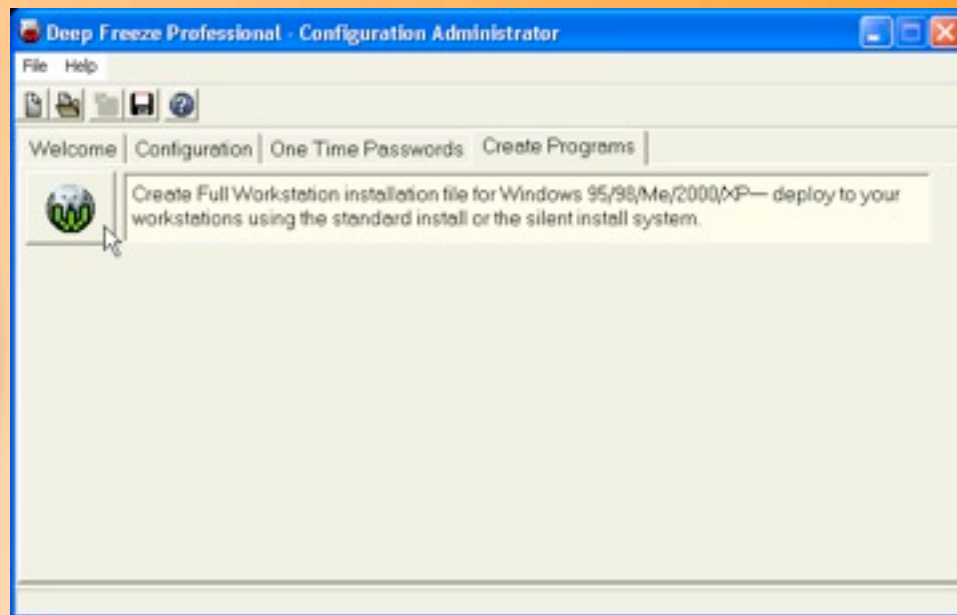 Deep Freeze Professional - Configuration Administrator
File Help
Welcome Configuration One Time Passwords Create Programs
W
Create Full Workstation installation file for Windows 95/98/Me/2000/XP— deploy to your
workstations using the standard install or the silent install system.